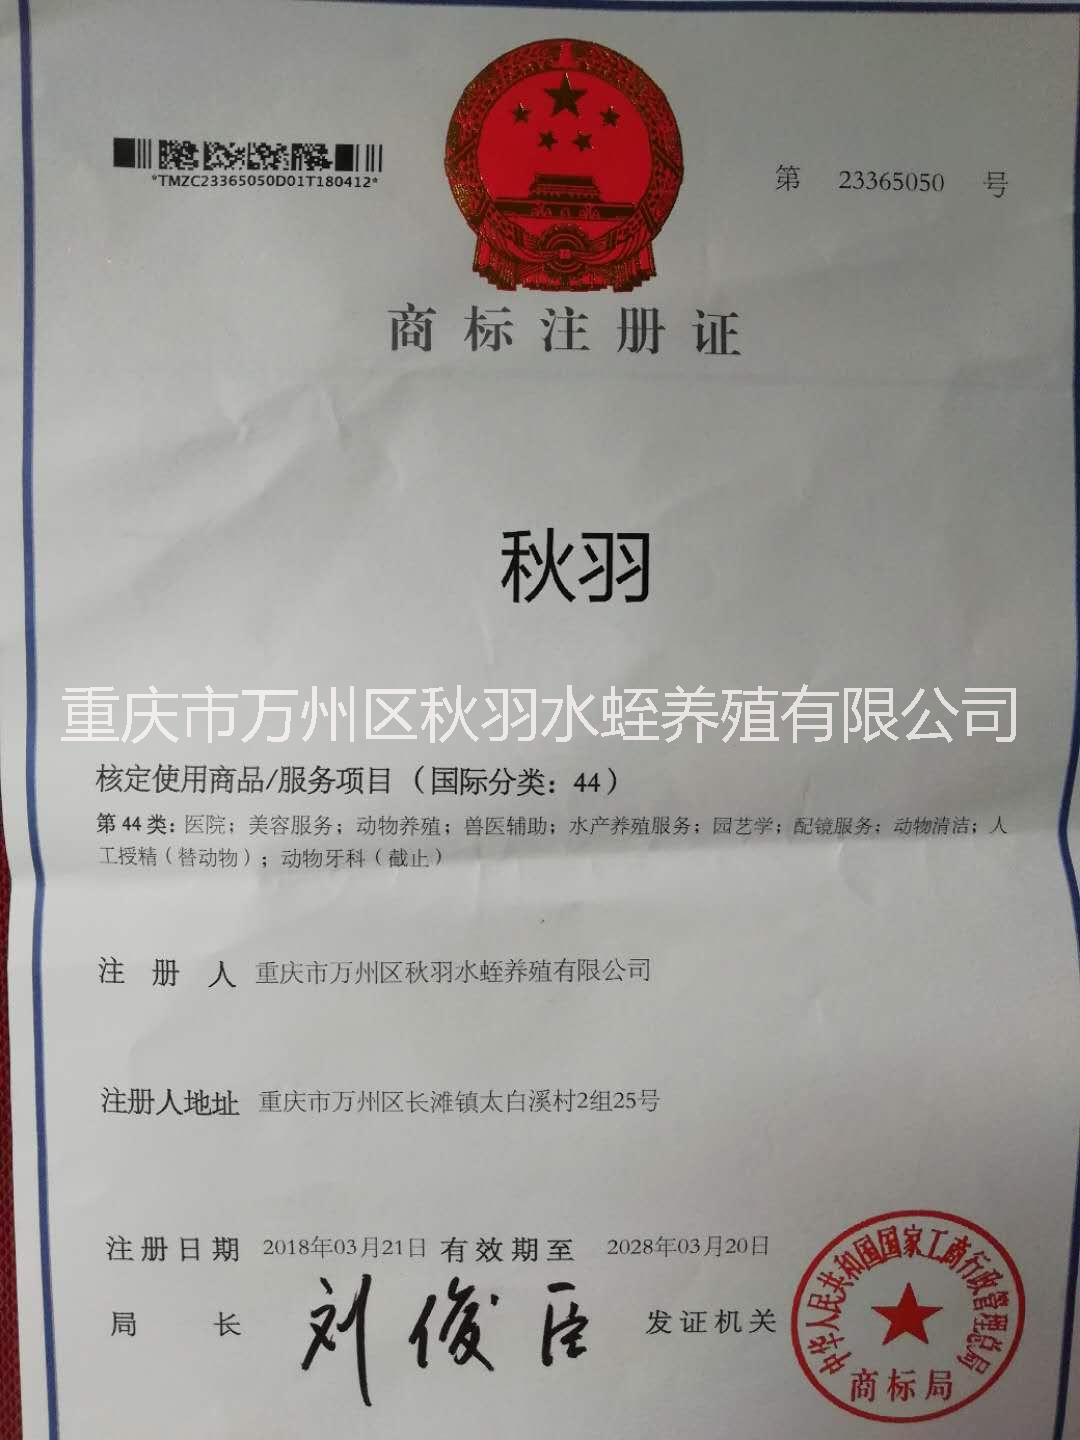 *TMZC23365050D01T180412*
第 23365050 号
商标注册证
秋羽
重庆市万州区秋羽水蛭养殖有限公司
核定使用商品/服务项目（国际分类：44）
第44类：医院；美容服务；动物养殖；兽医辅助；水产养殖服务；园艺学；配镜服务；动物清洁；人
工授精（替动物）；动物牙科（截止）
注册人 重庆市万州区秋羽水蛭养殖有限公司
注册人地址 重庆市万州区长滩镇太白溪村2组25号
注册日期 2018年03月21日 有效期至 2028年03月20日
局长 刘俊臣 发证机关
中华人民共和国国家工商行政管理总局
商标局